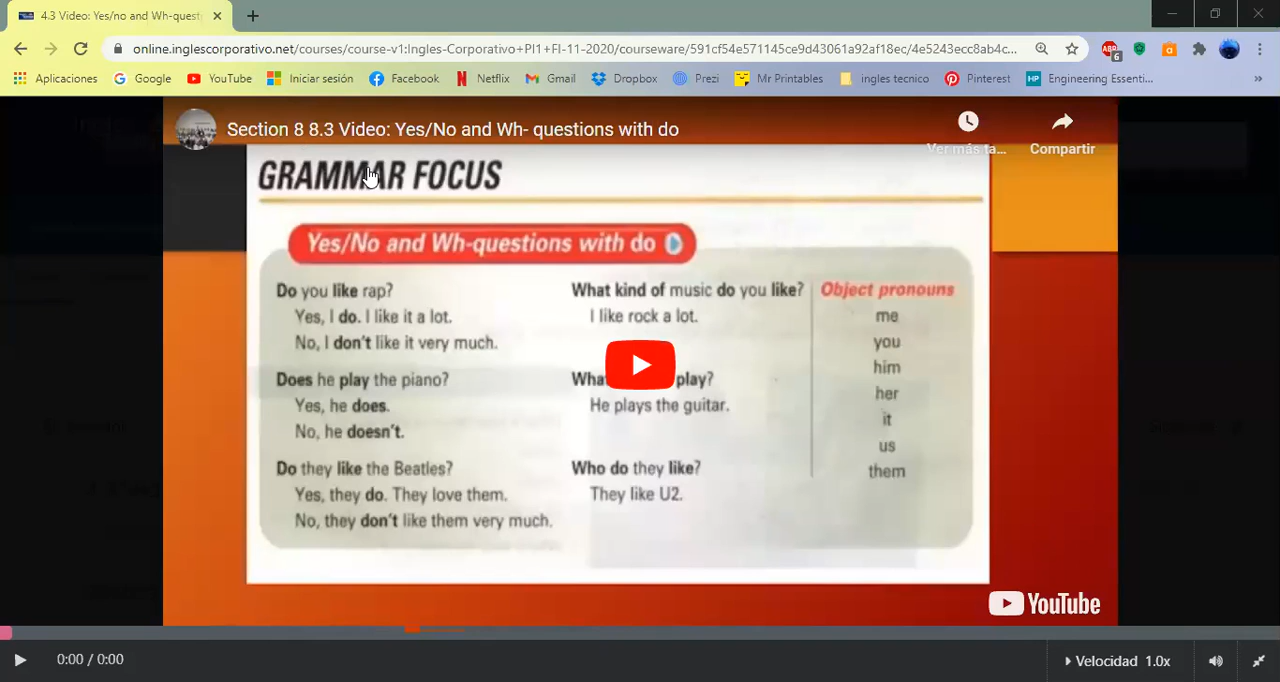 4.3 Video: Yes/no and Wh-quest
online.inglescorporativo.net/courses/course-v1:Ingles-Corporativo+PI1+FI-11-2020/courseware/591cf54e571145ce9d43061a92af18ec/4e5243ecc8ab4c...
ABP
6
Aplicaciones Google YouTube Iniciar sesión Facebook Netflix Gmail Dropbox Prezi Mr Printables ingles tecnico Pinterest HP Engineering Essenti... »
Section 8 8.3 Video: Yes/No and Wh- questions with do
Ver más ta... Compartir
GRAMMAR FOCUS
Yes/No and Wh-questions with do
Do you like rap?
Yes, I do. I like it a lot.
No, I don't like it very much.
Does he play the piano?
Yes, he does.
No, he doesn't.
Do they like the Beatles?
Yes, they do. They love them.
No, they don't like them very much.
What kind of music do you like?
I like rock a lot.
play?
He plays the guitar.
Who do they like?
They like U2.
Object pronouns
me
you
him
her
it
us
them
YouTube
0:00 / 0:00
Velocidad 1.0x